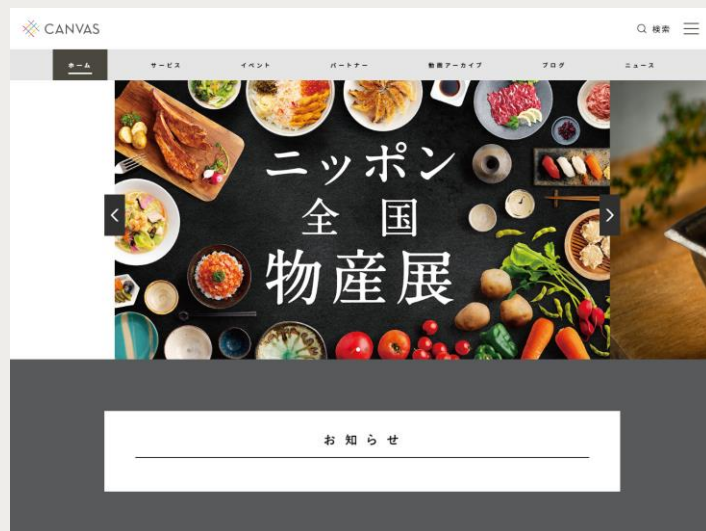 CANVAS
検索
ホーム
サービス
イベント
パートナー
動画アーカイブ
ブログ
ニュース
ニッポン
全国
物産展
お知らせ